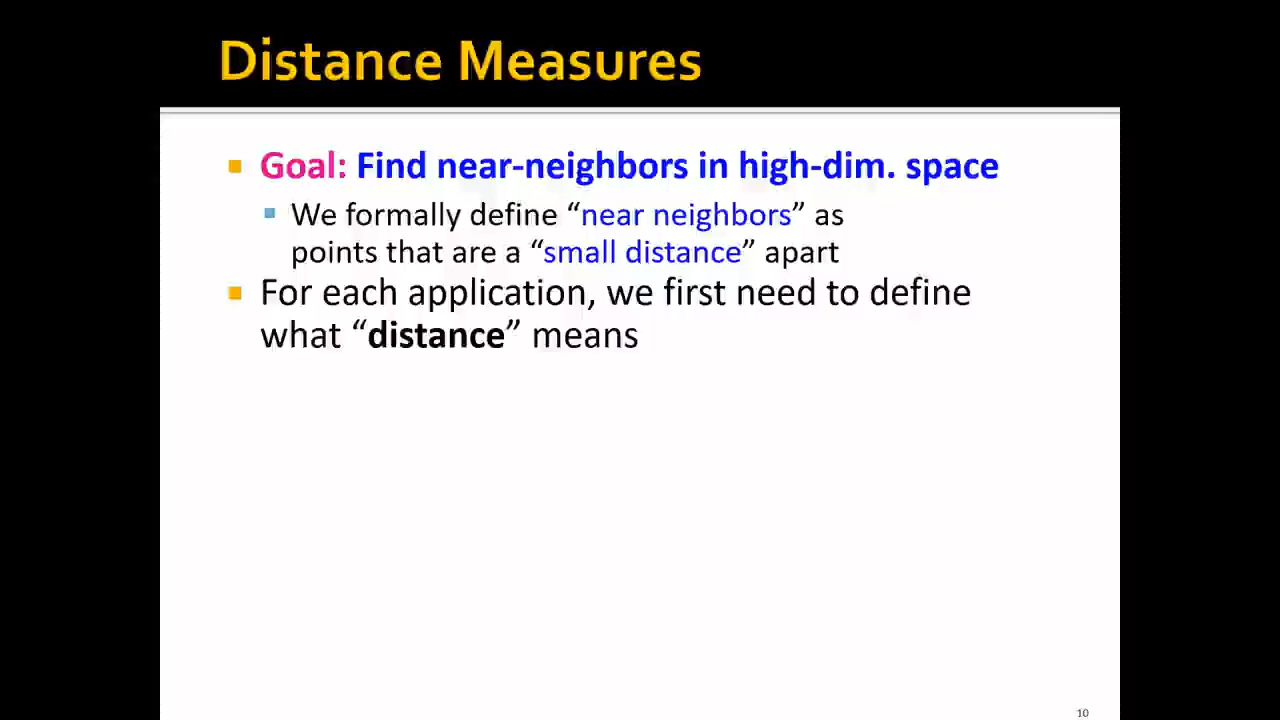 Distance Measures
Goal: Find near-neighbors in high-dim. space
We formally define “near neighbors” as
points that are a “small distance” apart
For each application, we first need to define
what “distance” means
10